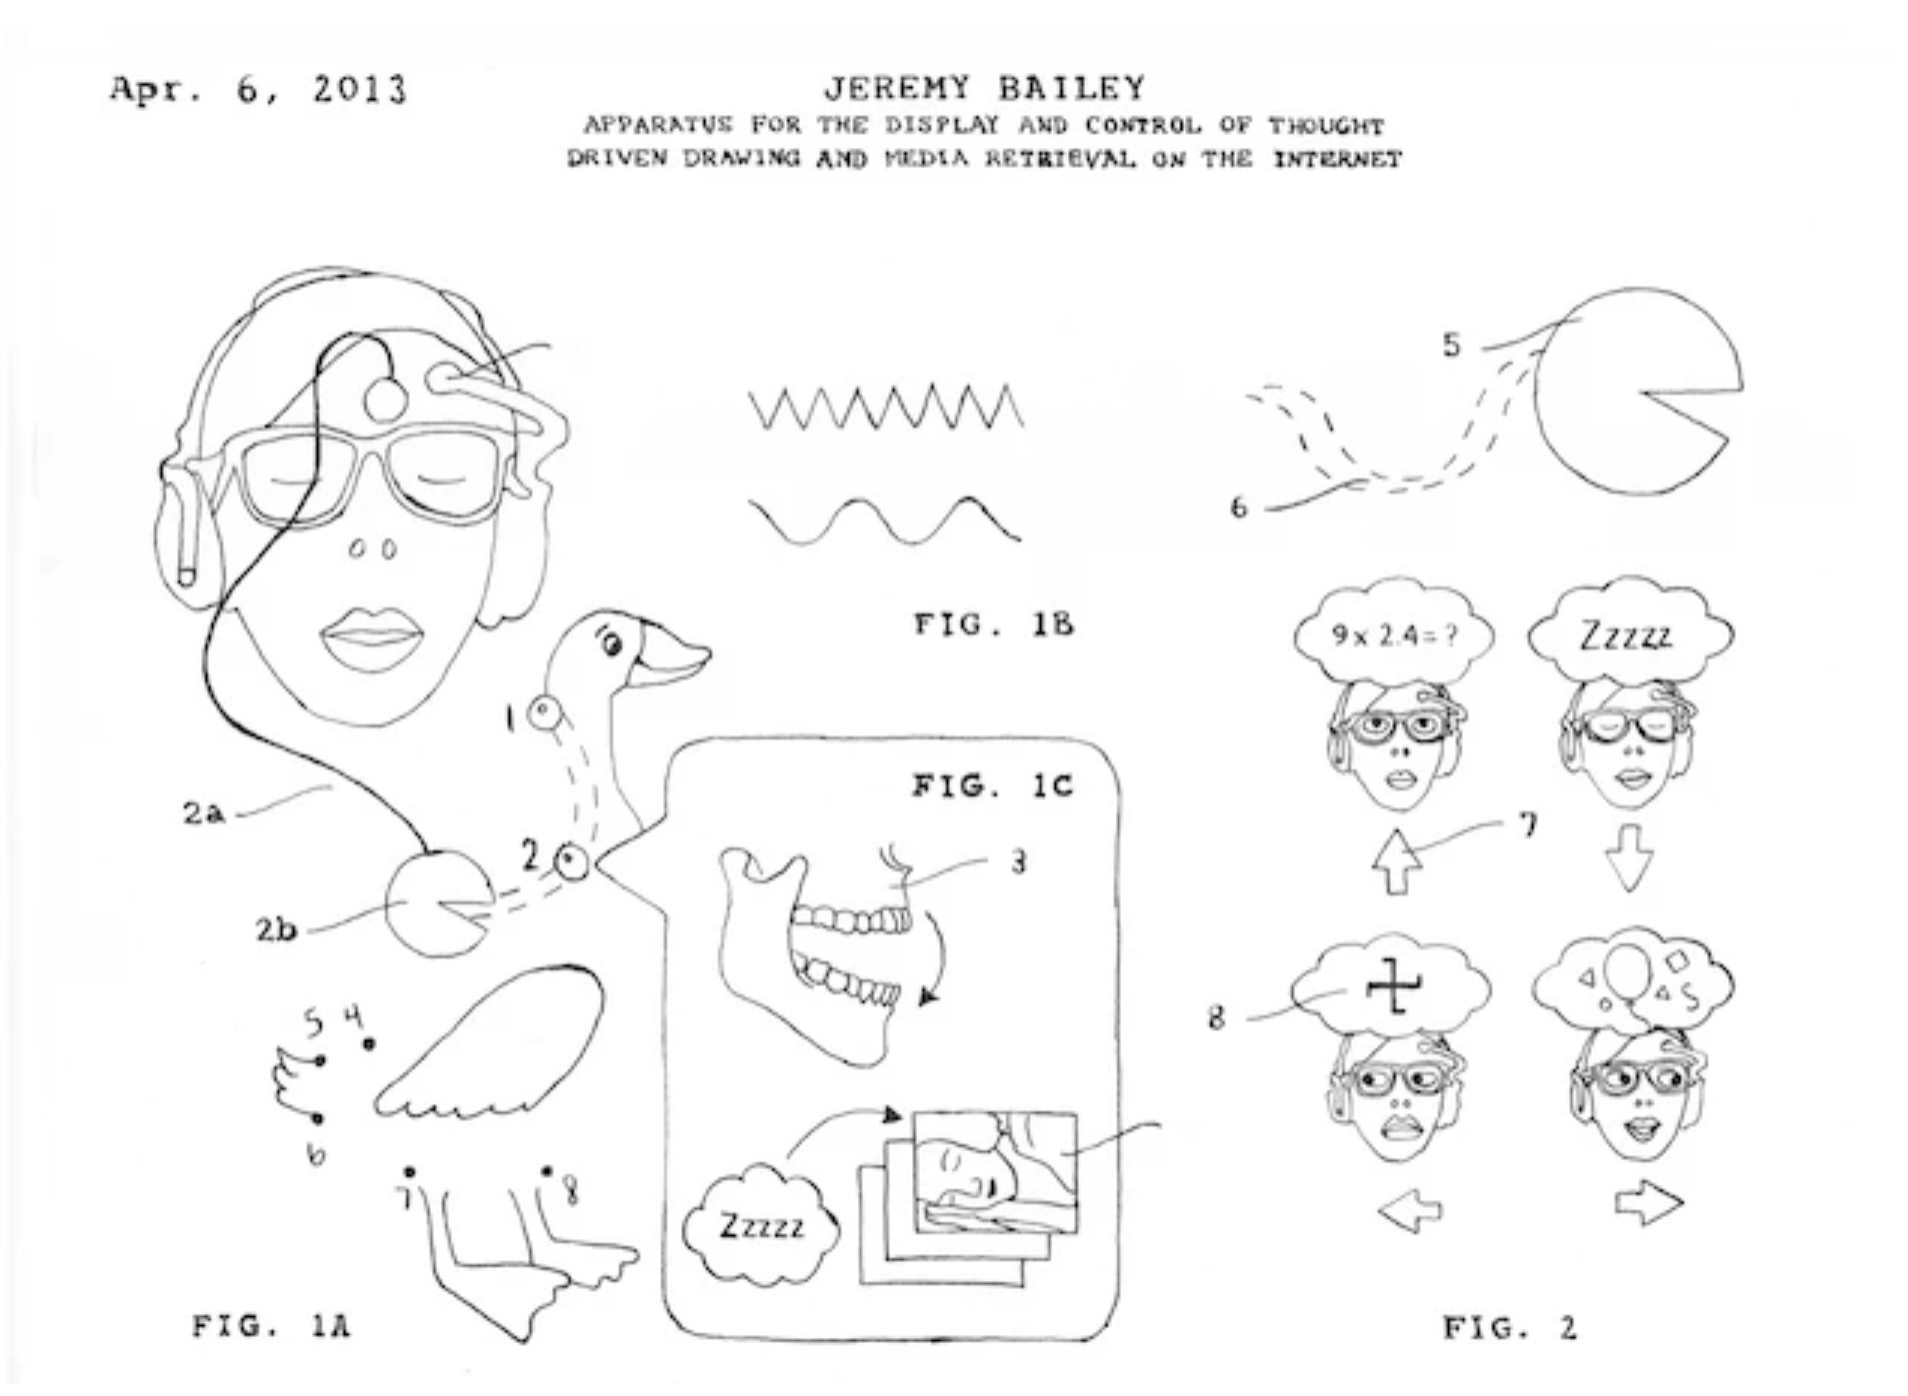 Apr. 6, 2013
JEREMY BAILEY
APPARATUS FOR THE DISPLAY AND CONTROL OF THOUGHT
DRIVEN DRAWING AND MEDIA RETRIEVAL ON THE INTERNET
5
6
FIG. 1B
9 x 2.4 = ?
Zzzzz
1
2a
2
2b
FIG. 1C
3
7
5 4
6
7
8
8
Zzzzz
FIG. 1A
FIG. 2